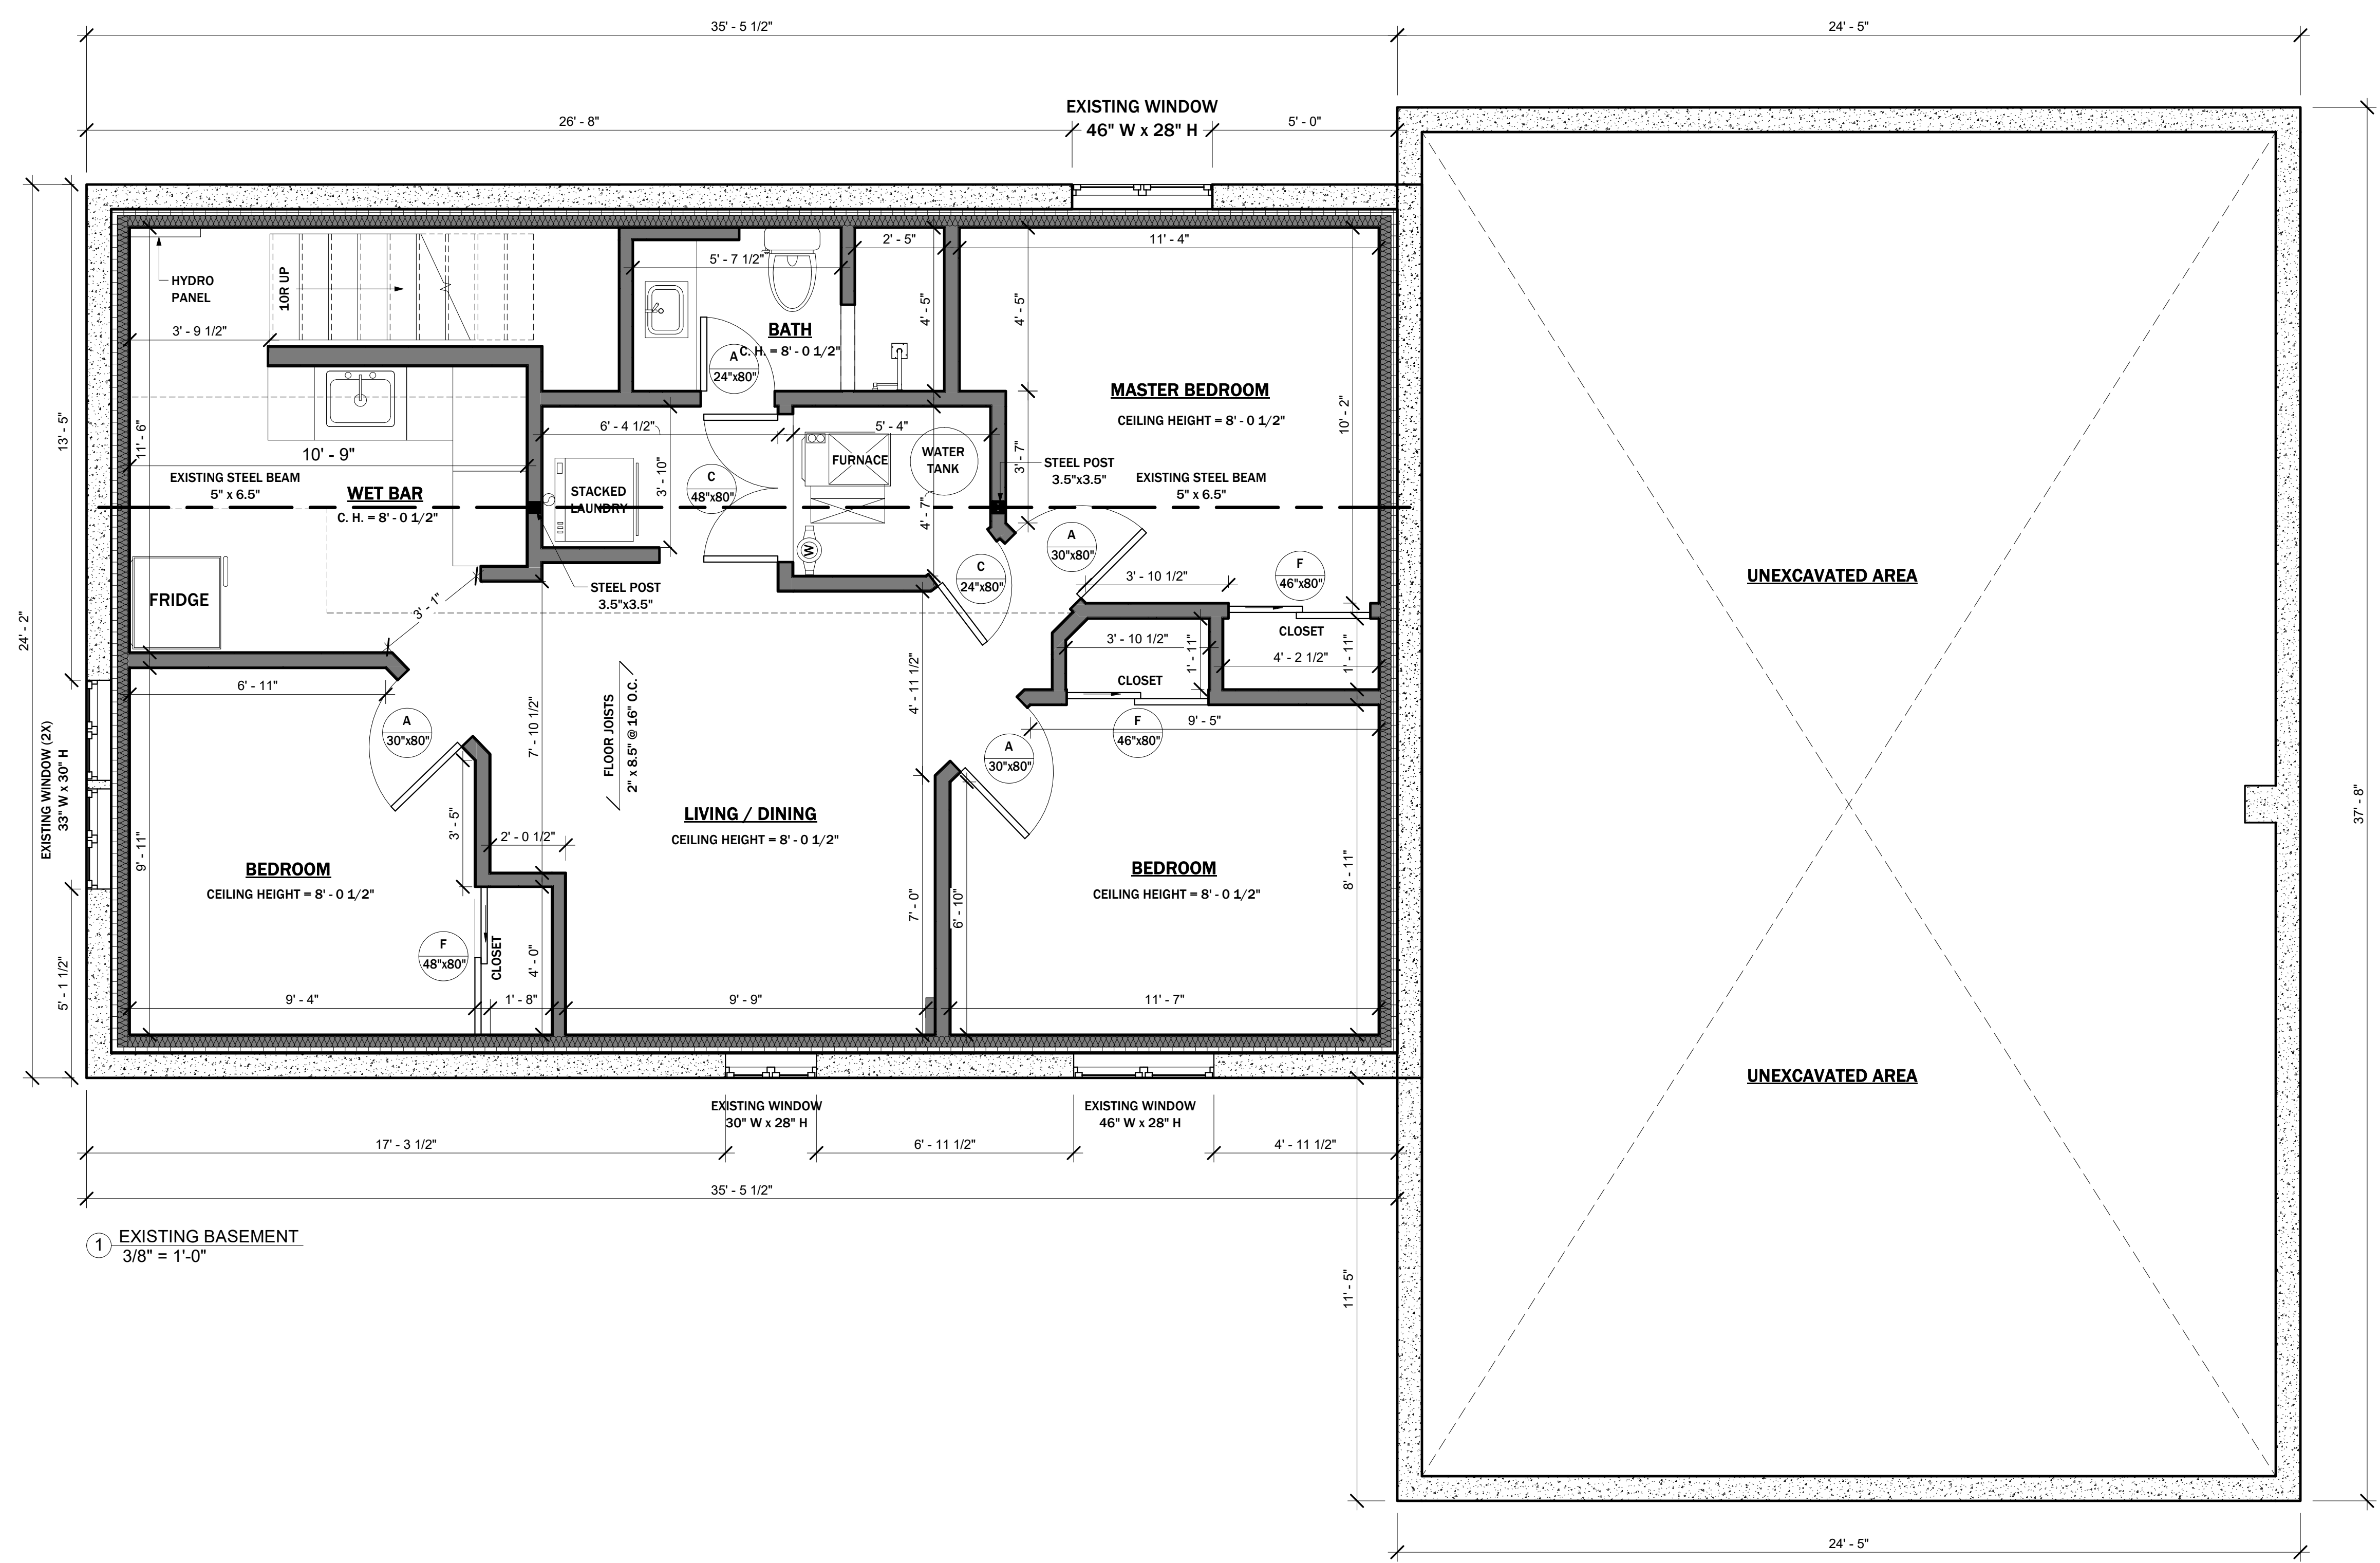 35' - 5 1/2"
24' - 5"
EXISTING WINDOW
46" W x 28" H
26' - 8"
5' - 0"
2' - 5"
11' - 4"
5' - 7 1/2"
HYDRO
PANEL
10R UP
3' - 9 1/2"
4' - 5"
4' - 5"
BATH
C. H. = 8' - 0 1/2"
A
24"x80"
MASTER BEDROOM
CEILING HEIGHT = 8' - 0 1/2"
10' - 2"
13' - 5"
11' - 6"
10' - 9"
6' - 4 1/2"
5' - 4"
3' - 7"
EXISTING STEEL BEAM
5" x 6.5"
WET BAR
C. H. = 8' - 0 1/2"
STACKED
LAUNDRY
3' - 10"
C
48"x80"
FURNACE
WATER
TANK
4' - 7"
W
STEEL POST
3.5"x3.5"
EXISTING STEEL BEAM
5" x 6.5"
A
30"x80"
C
24"x80"
3' - 10 1/2"
F
46"x80"
UNEXCAVATED AREA
STEEL POST
3.5"x3.5"
FRIDGE
3' - 1"
24' - 2"
CLOSET
3' - 10 1/2"
1' - 11"
4' - 2 1/2"
1' - 11"
CLOSET
6' - 11"
4' - 11 1/2"
A
30"x80"
7' - 10 1/2"
FLOOR JOISTS
2" x 8.5" @ 16" O.C.
F
46"x80"
9' - 5"
A
30"x80"
EXISTING WINDOW (2X)
33" W x 30" H
37' - 8"
9' - 11"
3' - 5"
2' - 0 1/2"
LIVING / DINING
CEILING HEIGHT = 8' - 0 1/2"
BEDROOM
CEILING HEIGHT = 8' - 0 1/2"
BEDROOM
CEILING HEIGHT = 8' - 0 1/2"
8' - 11"
7' - 0"
6' - 10"
F
48"x80"
CLOSET
4' - 0"
5' - 1 1/2"
9' - 4"
1' - 8"
9' - 9"
11' - 7"
UNEXCAVATED AREA
EXISTING WINDOW
30" W x 28" H
EXISTING WINDOW
46" W x 28" H
17' - 3 1/2"
6' - 11 1/2"
4' - 11 1/2"
35' - 5 1/2"
1
EXISTING BASEMENT
3/8" = 1'-0"
11' - 5"
24' - 5"